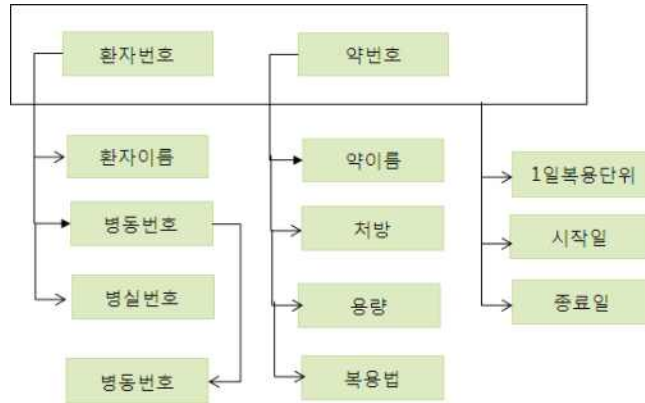 환자번호
약번호
환자이름
약이름
1일복용단위
병동번호
처방
시작일
병실번호
용량
종료일
병동번호
복용법